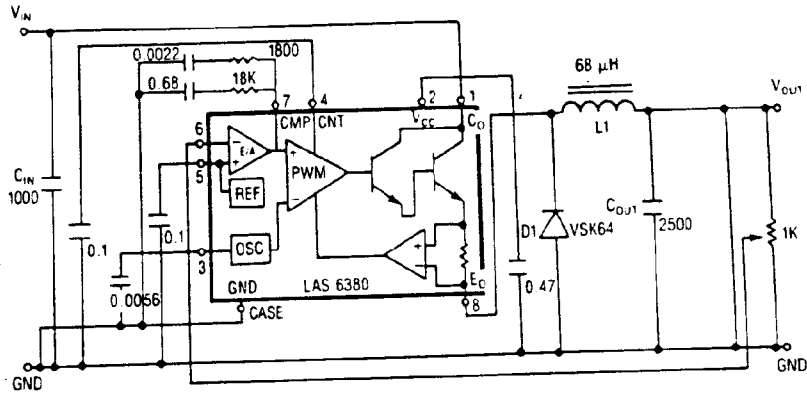 VIN
0.0022
1800
68 µH
0.68
18K
VOUT
7
4
2
1
CMP
CNT
VCC
CO
L1
6
E/A
CIN
1000
5
PWM
REF
COUT
2500
D1
VSK64
1K
0.1
0.1
OSC
3
0.0056
GND
LAS 6380
EO
0.47
CASE
8
GND
GND